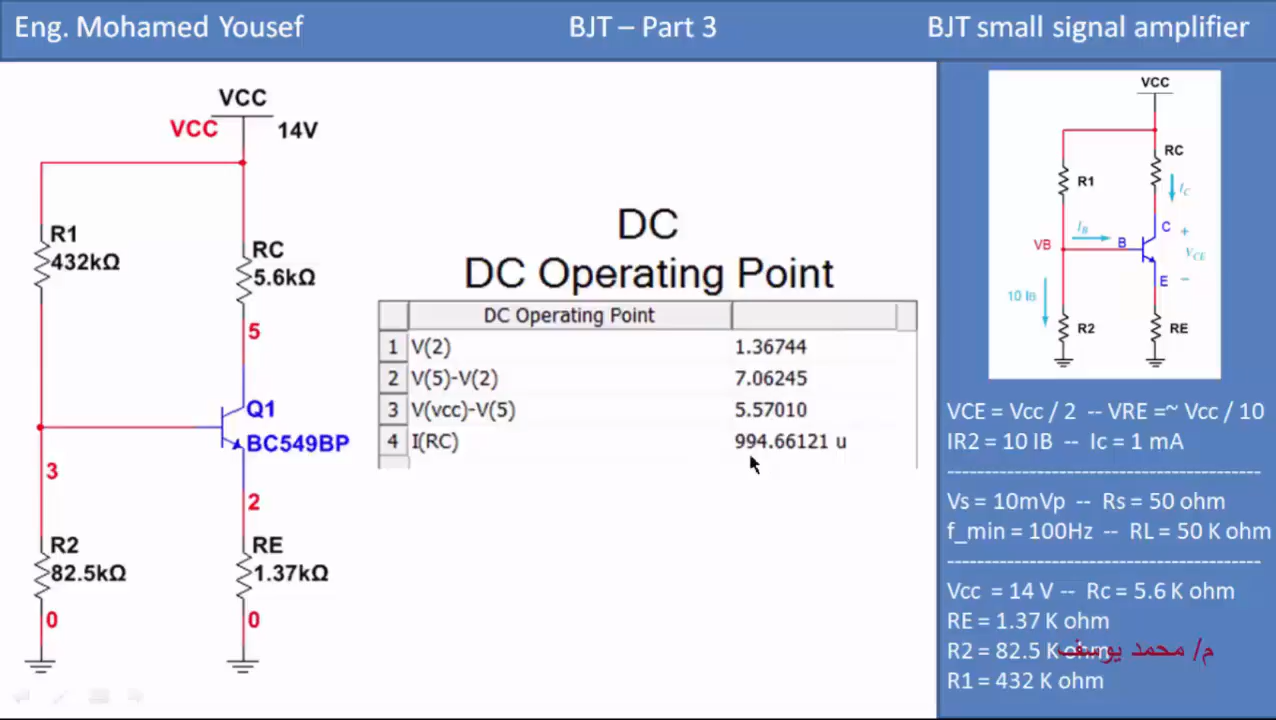 Eng. Mohamed Yousef
BJT – Part 3
BJT small signal amplifier
VCC
VCC
14V
R1
432kΩ
RC
5.6kΩ
5
Q1
BC549BP
3
2
R2
82.5kΩ
RE
1.37kΩ
0
0
DC
DC Operating Point
DC Operating Point
1 V(2) 1.36744
2 V(5)-V(2) 7.06245
3 V(vcc)-V(5) 5.57010
4 I(RC) 994.66121 u
VCC
RC
R1
IC
IB
VB
B
C
+
VCE
E
–
10 IB
R2
RE
VCE = Vcc / 2 -- VRE =~ Vcc / 10
IR2 = 10 IB -- Ic = 1 mA
Vs = 10mVp -- Rs = 50 ohm
f_min = 100Hz -- RL = 50 K ohm
Vcc = 14 V -- Rc = 5.6 K ohm
RE = 1.37 K ohm
R2 = 82.5 K ohm
م/ محمد يوسف
R1 = 432 K ohm